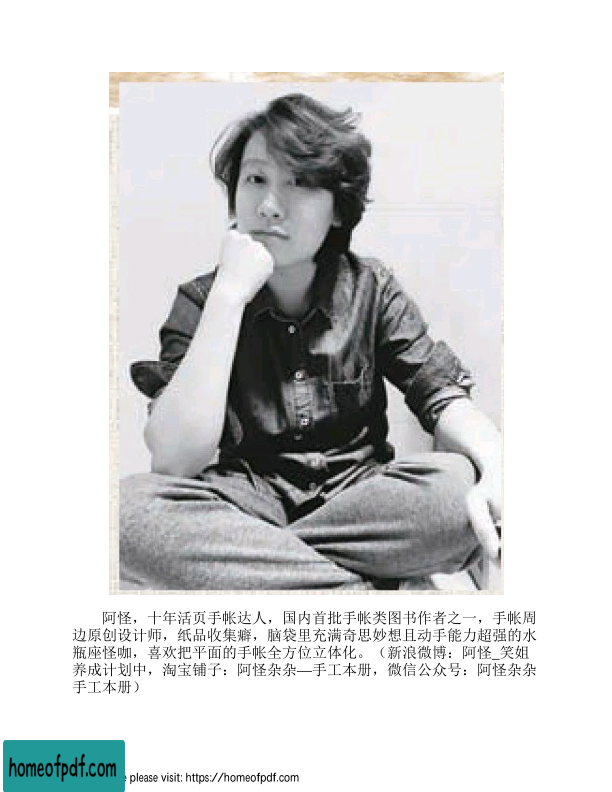 阿怪，十年活页手帐达人，国内首批手帐类图书作者之一，手帐周
边原创设计师，纸品收集癖，脑袋里充满奇思妙想且动手能力超强的水
瓶座怪咖，喜欢把平面的手帐全方位立体化。（新浪微博：阿怪_笑姐
养成计划中，淘宝铺子：阿怪杂杂—手工本册，微信公众号：阿怪杂杂
手工本册）
homeofpdf.com
please visit: https://homeofpdf.com